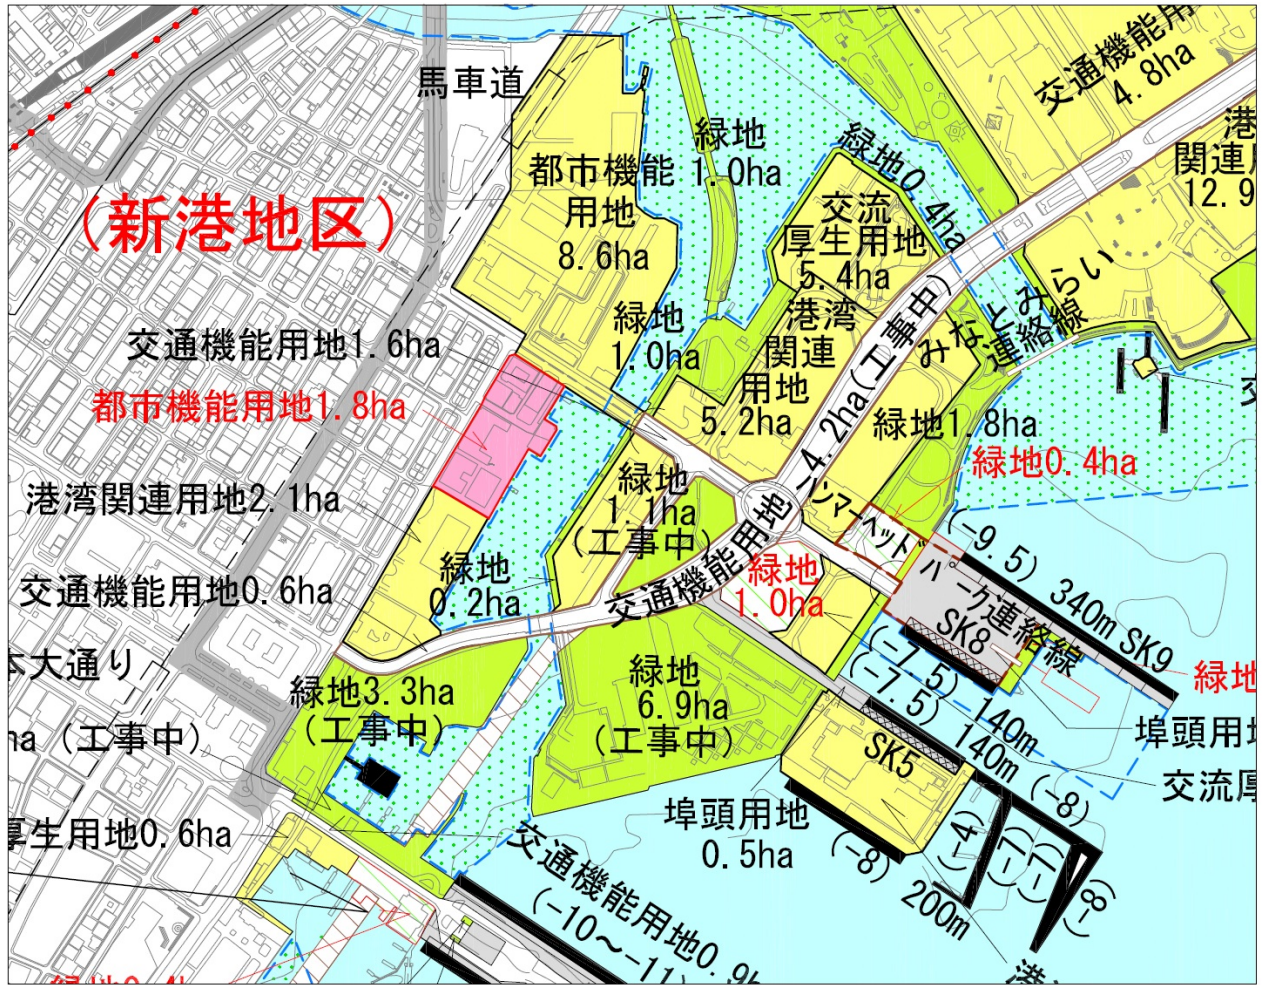 馬車道
(新港地区)
交通機能用
4.8ha
港
関連
12.9
緑地
1.0ha
緑地0.4ha
都市機能
用地
8.6ha
交流
厚生用地
5.4ha
緑地
1.0ha
港湾
関連
用地
5.2ha
みなとみらい
連絡線
交通機能用地1.6ha
都市機能用地1.8ha
交通機能用地 4.2ha(工事中)
緑地1.8ha
緑地0.4ha
緑地
1.1ha
(工事中)
港湾関連用地2.1ha
ハンマーヘッド
パーク連絡線
(-9.5) 340m SK9
緑地
0.2ha
交通機能用地0.6ha
緑地
1.0ha
SK8
(-7.5) 140m
(-7.5) 140m (-8)
本大通り
緑地3.3ha
(工事中)
緑地
6.9ha
(工事中)
緑地
埠頭用地
交流厚
ha (工事中)
SK5
厚生用地0.6ha
埠頭用地
0.5ha
(-8) 200m
(-4)
(-8)
交通機能用地0.9h
(-10～-11)
緑地0.4h
港